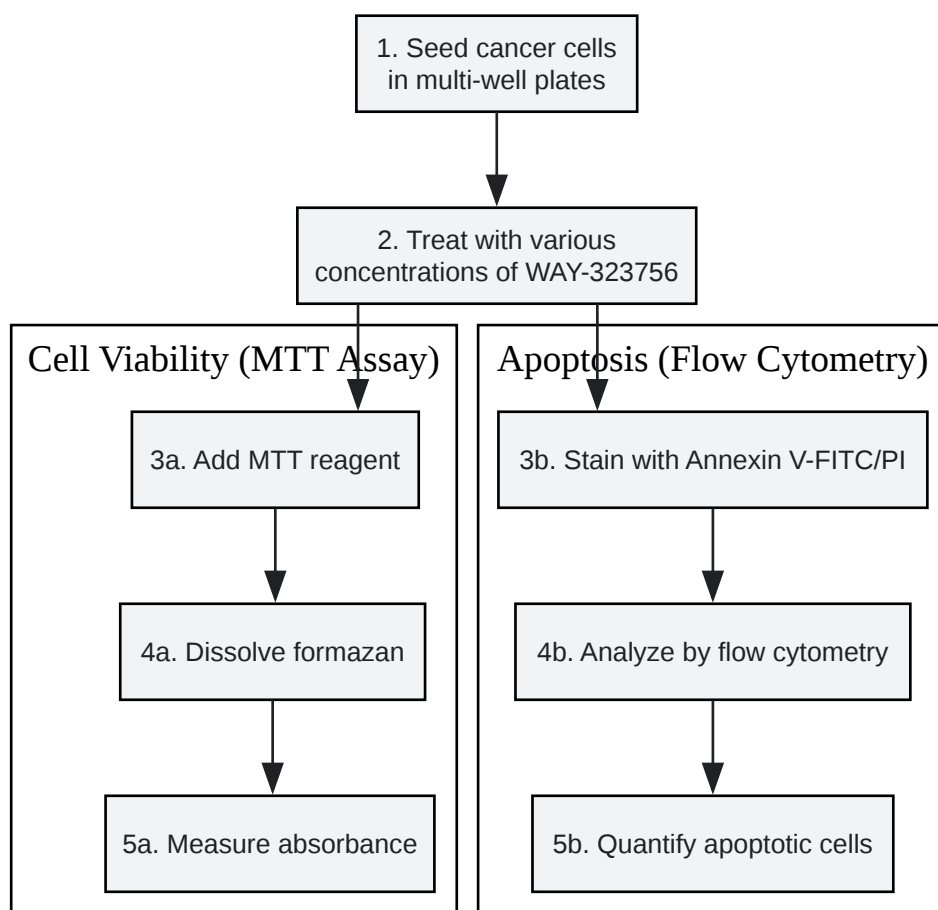 1. Seed cancer cells
in multi-well plates
2. Treat with various
concentrations of WAY-323756
Cell Viability (MTT Assay)
3a. Add MTT reagent
4a. Dissolve formazan
5a. Measure absorbance
Apoptosis (Flow Cytometry)
3b. Stain with Annexin V-FITC/PI
4b. Analyze by flow cytometry
5b. Quantify apoptotic cells